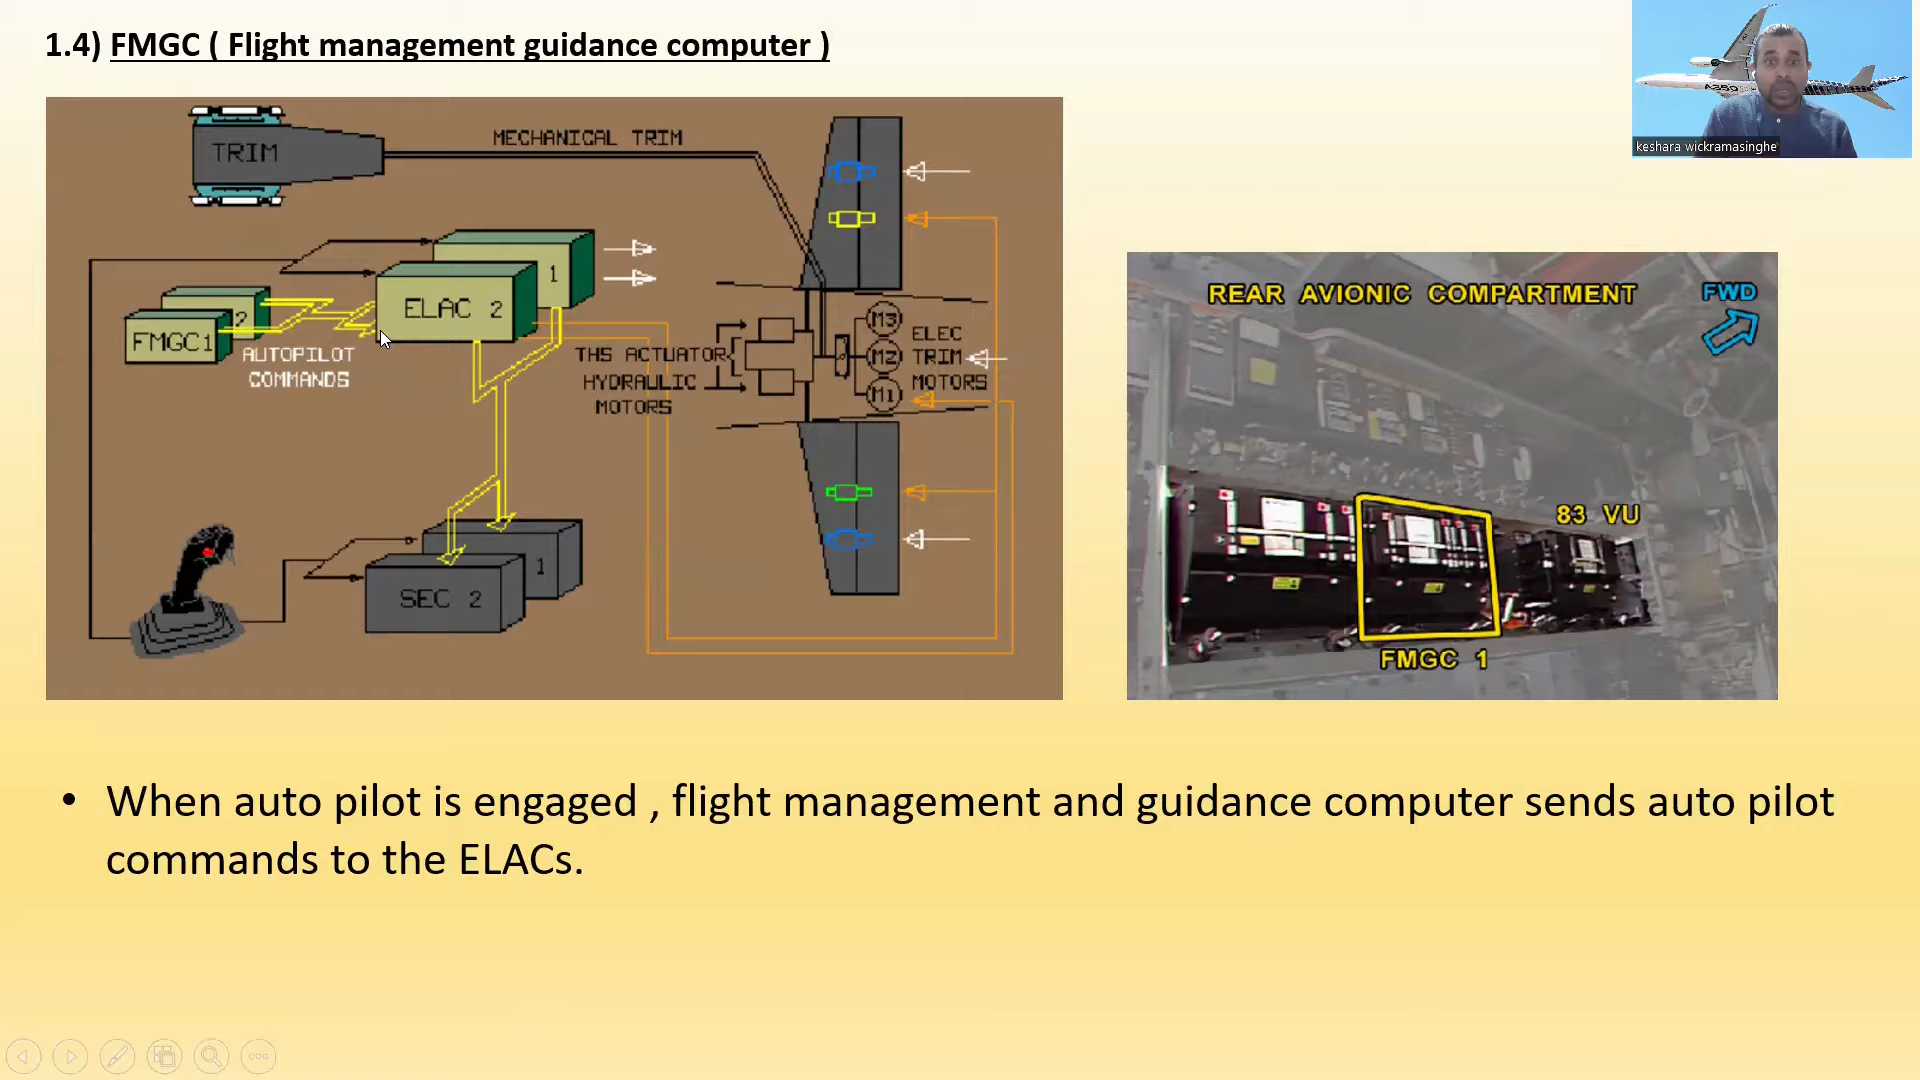 1.4) FMGC ( Flight management guidance computer )
keshara wickramasinghe
A350
TRIM
MECHANICAL TRIM
1
ELAC 2
2
FMGC1
AUTOPILOT
COMMANDS
THS ACTUATOR
HYDRAULIC
MOTORS
M3
M2
M1
ELEC
TRIM
MOTORS
1
SEC 2
REAR AVIONIC COMPARTMENT
FWD
83 VU
FMGC 1
• When auto pilot is engaged , flight management and guidance computer sends auto pilot
commands to the ELACs.